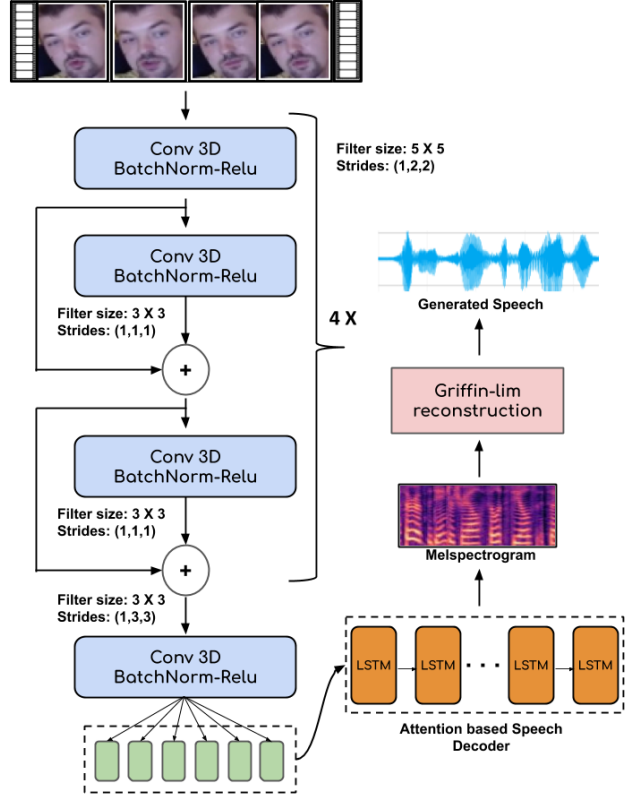 Conv 3D
BatchNorm-Relu
Filter size: 5 X 5
Strides: (1,2,2)
Conv 3D
BatchNorm-Relu
Filter size: 3 X 3
Strides: (1,1,1)
+
4 X
Conv 3D
BatchNorm-Relu
Filter size: 3 X 3
Strides: (1,1,1)
+
Filter size: 3 X 3
Strides: (1,3,3)
Conv 3D
BatchNorm-Relu
LSTM
LSTM
LSTM
LSTM
Attention based Speech
Decoder
Melspectrogram
Griffin-lim
reconstruction
Generated Speech